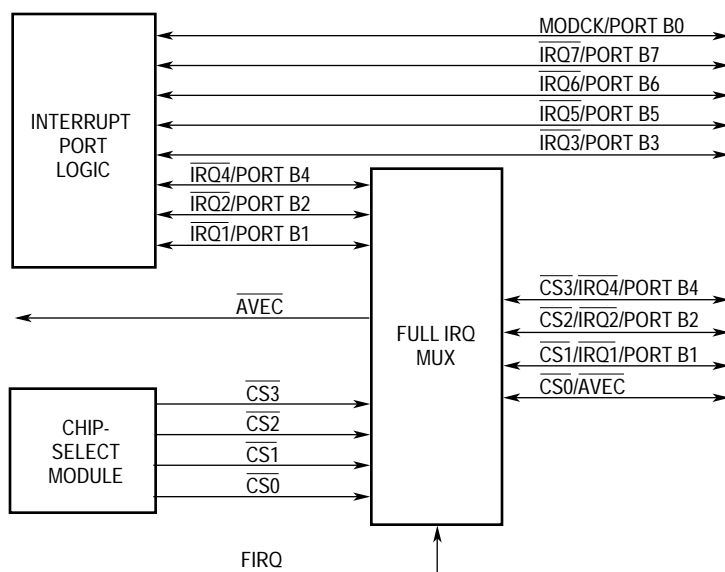 MODCK/PORT B0
IRQ7/PORT B7
IRQ6/PORT B6
IRQ5/PORT B5
IRQ3/PORT B3
INTERRUPT
PORT
LOGIC
IRQ4/PORT B4
IRQ2/PORT B2
IRQ1/PORT B1
AVEC
FULL IRQ
MUX
CS3/IRQ4/PORT B4
CS2/IRQ2/PORT B2
CS1/IRQ1/PORT B1
CS0/AVEC
CHIP-
SELECT
MODULE
CS3
CS2
CS1
CS0
FIRQ